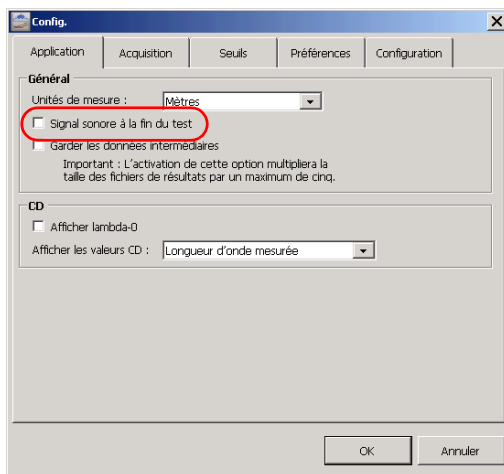 Config.
Application
Acquisition
Seuils
Préférences
Configuration
Général
Unités de mesure :
Mètres
Signal sonore à la fin du test
Garder les données intermédiaires
Important : L'activation de cette option multipliera la
taille des fichiers de résultats par un maximum de cinq.
CD
Afficher lambda-0
Afficher les valeurs CD :
Longueur d'onde mesurée
OK
Annuler